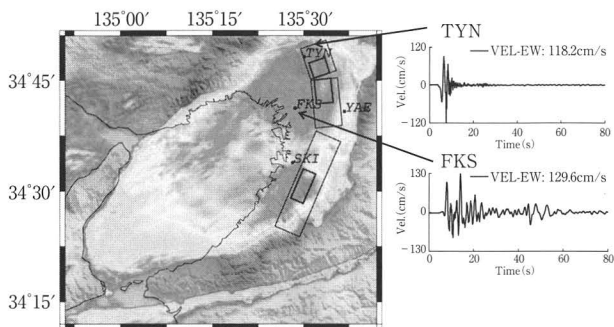 135°00' 135°15' 135°30'
34°45'
34°30'
34°15'
TYN
FKS
YAE
SKI
TYN
VEL-EW: 118.2cm/s
Vel.(cm/s)
120
0
−120
0 20 40 60 80
Time(s)
FKS
VEL-EW: 129.6cm/s
Vel.(cm/s)
130
0
−130
0 20 40 60 80
Time(s)